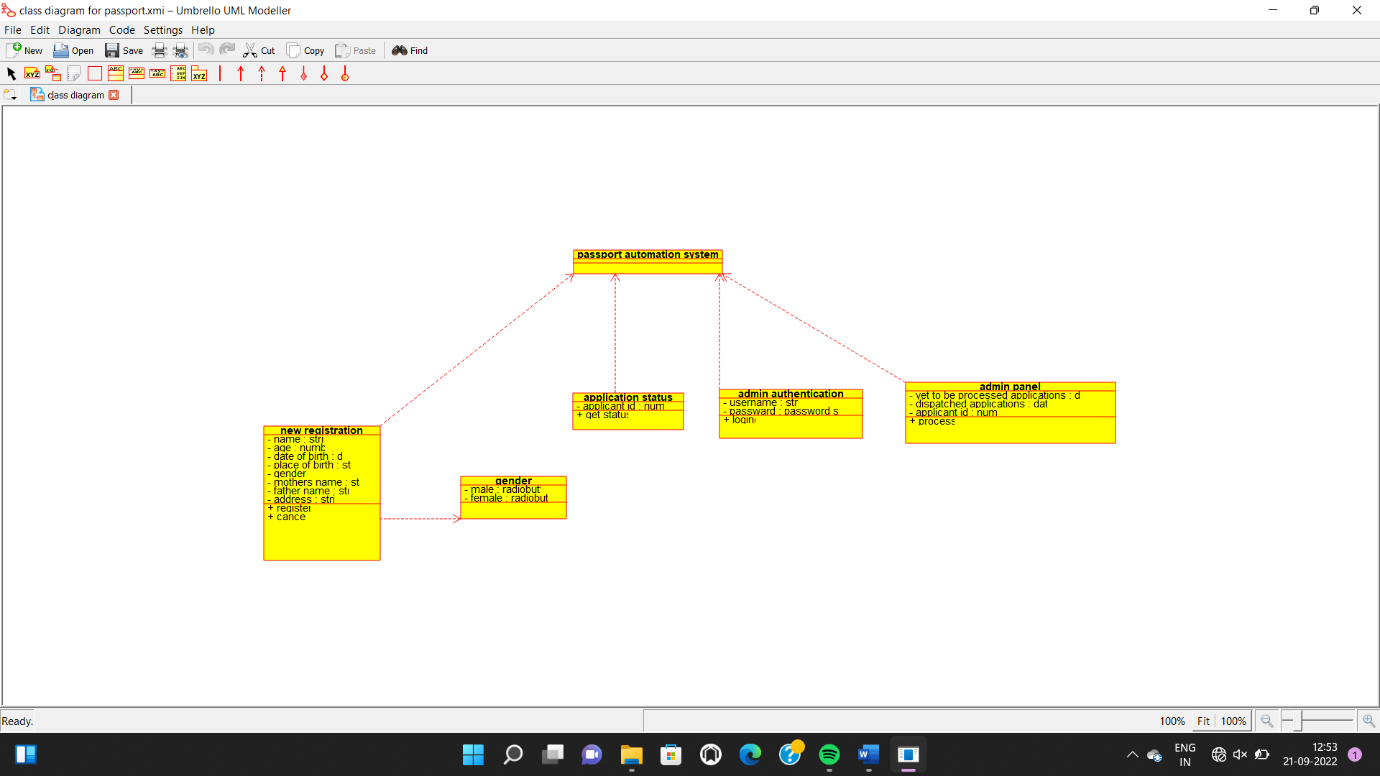 class diagram for passport.xmi – Umbrello UML Modeller
File Edit Diagram Code Settings Help
New Open Save Cut Copy Paste Find
class diagram
passport automation system
application status
- applicant id : num
+ get status
admin authentication
- username : str
- passward : password s
+ login
admin panel
- yet to be processed applications : d
- dispatched applications : dat
- applicant id : num
+ process
new registration
- name : stri
- age : numb
- date of birth : d
- place of birth : st
- gender
- mothers name : st
- father name : sti
- address : stri
+ register
+ cance
gender
- male : radiobut
- female : radiobut
Ready.
100% Fit 100%
ENG
IN
12:53
21-09-2022
1